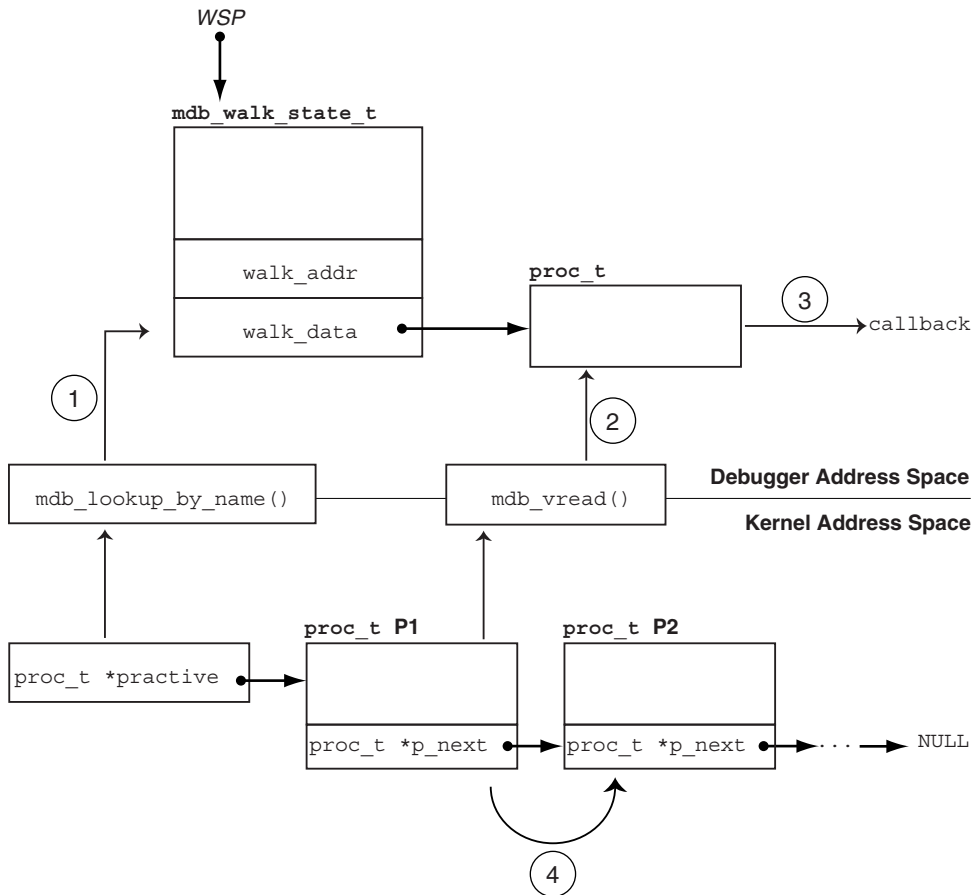 WSP
mdb_walk_state_t
walk_addr
proc_t
3
walk_data
callback
1
2
mdb_lookup_by_name()
mdb_vread()
Debugger Address Space
Kernel Address Space
proc_t P1
proc_t P2
proc_t *practive
proc_t *p_next
proc_t *p_next
...
NULL
4